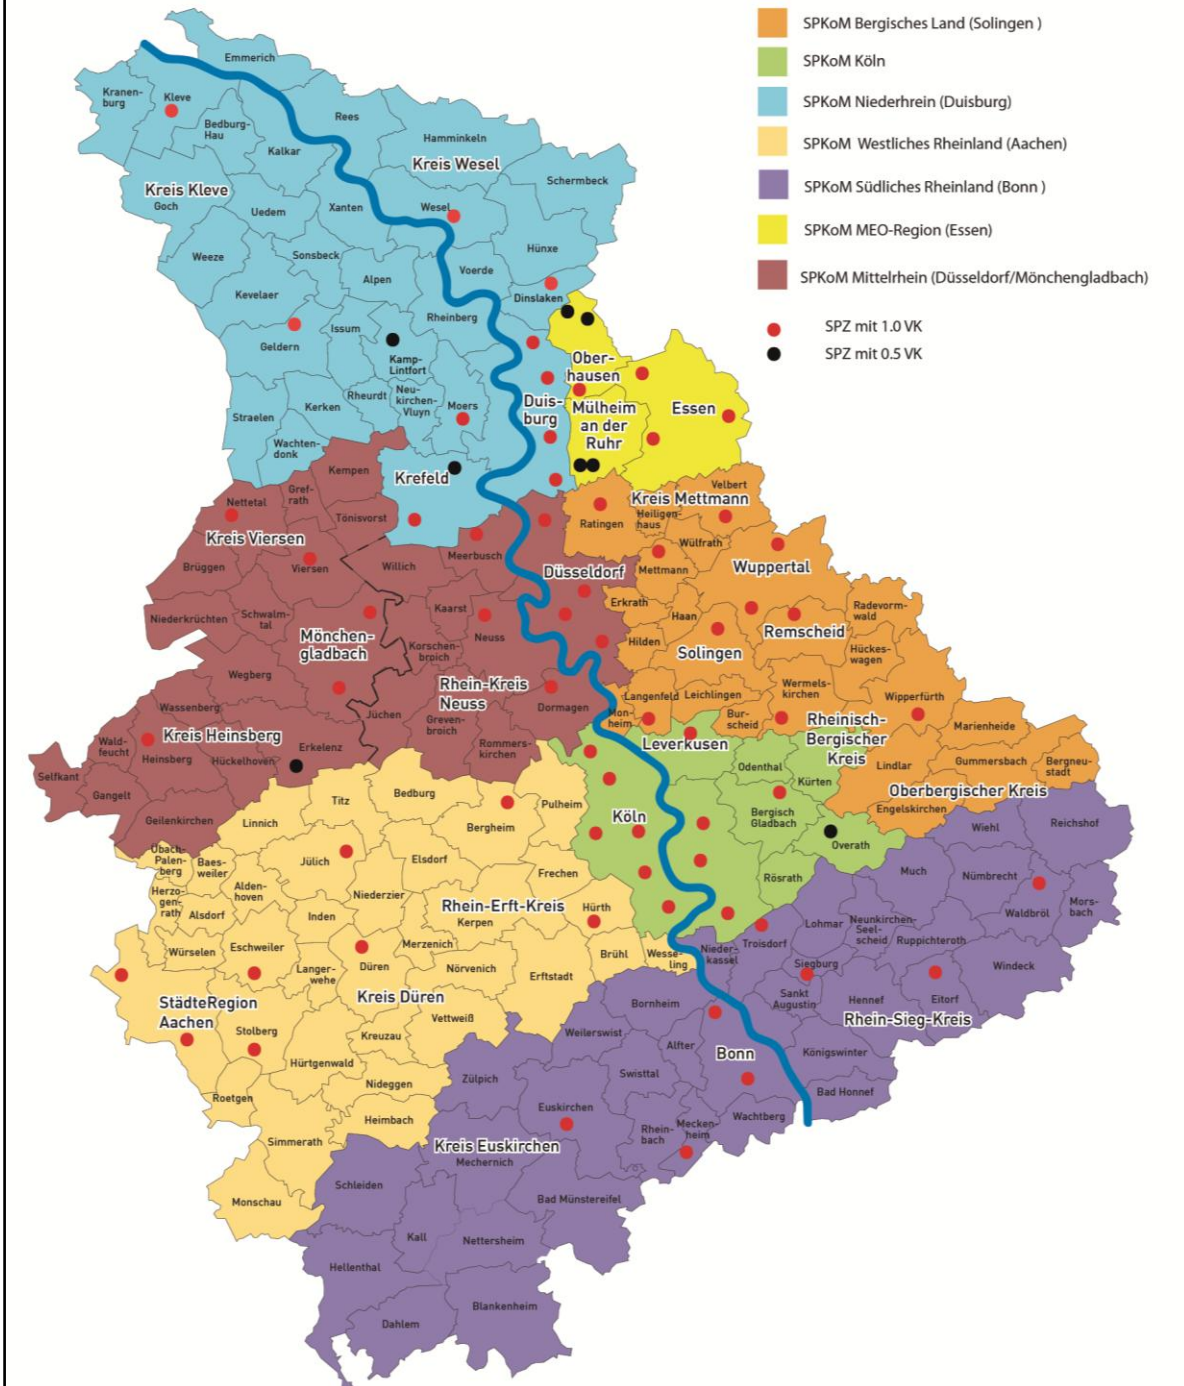 SPKoM Bergisches Land (Solingen )
SPKoM Köln
SPKoM Niederhrein (Duisburg)
SPKoM Westliches Rheinland (Aachen)
SPKoM Südliches Rheinland (Bonn )
SPKoM MEO-Region (Essen)
SPKoM Mittelrhein (Düsseldorf/Mönchengladbach)
SPZ mit 1.0 VK
SPZ mit 0.5 VK
Emmerich
Kranen-
burg
Kleve
Bedburg-
Hau
Rees
Kalkar
Hamminkeln
Kreis Wesel
Schermbeck
Kreis Kleve
Goch
Uedem
Xanten
Wesel
Hünxe
Weeze
Sonsbeck
Alpen
Voerde
Kevelaer
Dinslaken
Rheinberg
Issum
Geldern
Kamp-
Lintfort
Ober-
hausen
Rheurdt
Neu-
kirchen-
Vluyn
Moers
Duis-
burg
Mülheim
an der
Ruhr
Essen
Straelen
Kerken
Wachten-
donk
Krefeld
Kempen
Nettetal
Gref-
rath
Tönisvorst
Kreis Viersen
Viersen
Brüggen
Willich
Meerbusch
Ratingen
Kreis Mettmann
Velbert
Heiligen-
haus
Wülfrath
Mettmann
Wuppertal
Düsseldorf
Niederkrüchten
Schwalm-
tal
Mönchen-
gladbach
Kaarst
Neuss
Korschen-
broich
Erkrath
Haan
Hilden
Solingen
Remscheid
Radevorm-
wald
Hückes-
wagen
Wegberg
Wassenberg
Rhein-Kreis
Neuss
Jüchen
Greven-
broich
Dormagen
Rommers-
kirchen
Langenfeld
Leichlingen
Mon-
heim
Bur-
scheid
Wermels-
kirchen
Wipperfürth
Kreis Heinsberg
Wald-
feucht
Heinsberg
Hückelhoven
Erkelenz
Selfkant
Gangelt
Geilenkirchen
Leverkusen
Rheinisch-
Bergischer
Kreis
Marienheide
Lindlar
Gummersbach
Bergneu-
stadt
Oberbergischer Kreis
Engelskirchen
Odenthal
Kürten
Bergisch
Gladbach
Overath
Köln
Rösrath
Titz
Bedburg
Linnich
Bergheim
Pulheim
Übach-
Palen-
berg
Baes-
weiler
Jülich
Elsdorf
Frechen
Herzo-
gen-
rath
Alden-
hoven
Alsdorf
Inden
Niederzier
Rhein-Erft-Kreis
Kerpen
Hürth
Würselen
Eschweiler
Langer-
wehe
Düren
Merzenich
Nörvenich
Erftstadt
Brühl
Wesse-
ling
StädteRegion
Aachen
Kreis Düren
Vettweiß
Stolberg
Kreuzau
Hürtgenwald
Nideggen
Roetgen
Heimbach
Simmerath
Monschau
Wiehl
Reichshof
Much
Nümbrecht
Waldbröl
Mors-
bach
Lohmar
Neunkirchen-
Seel-
scheid
Ruppichteroth
Windeck
Nieder-
kassel
Troisdorf
Siegburg
Sankt
Augustin
Hennef
Eitorf
Rhein-Sieg-Kreis
Bornheim
Weilerswist
Alfter
Bonn
Königswinter
Bad Honnef
Zülpich
Swisttal
Euskirchen
Wachtberg
Rhein-
bach
Mecken-
heim
Kreis Euskirchen
Mechernich
Schleiden
Bad Münstereifel
Kall
Nettersheim
Hellenthal
Blankenheim
Dahlem